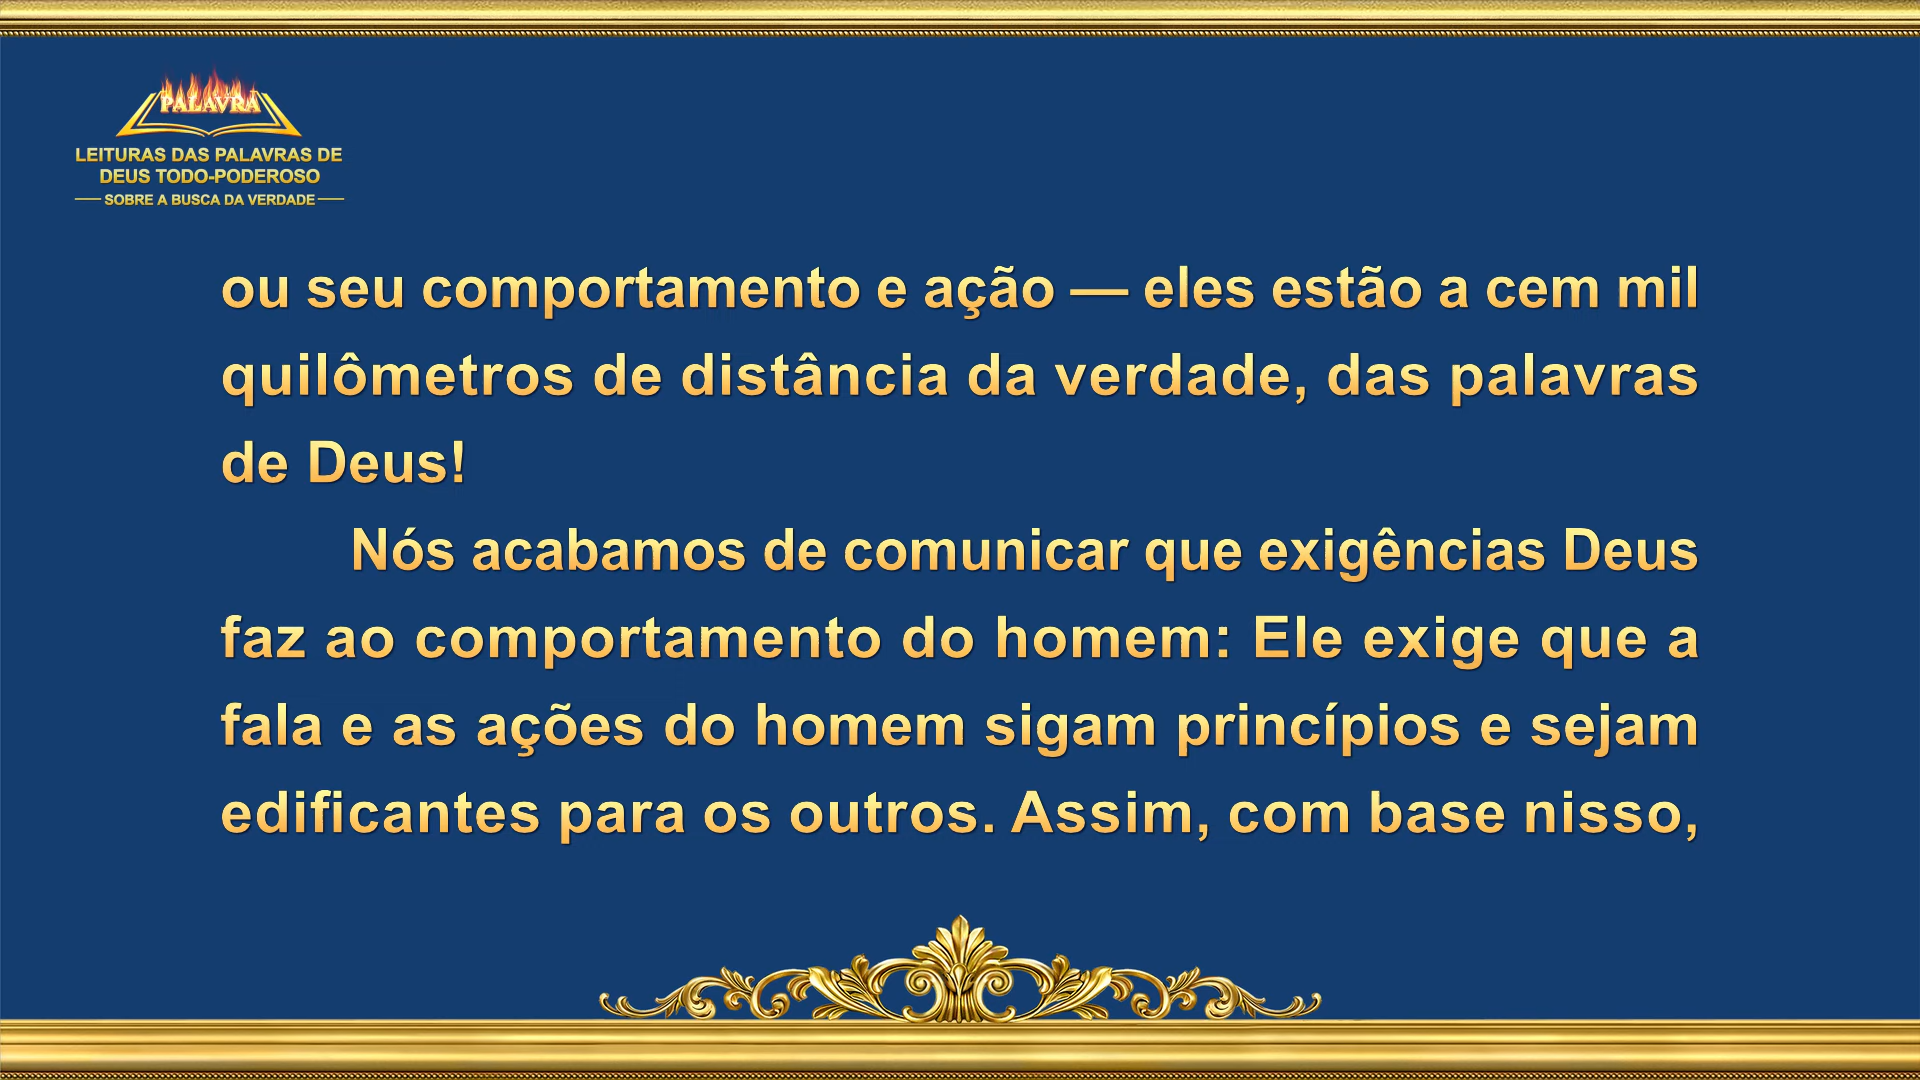 PALAVRA
LEITURAS DAS PALAVRAS DE
DEUS TODO-PODEROSO
SOBRE A BUSCA DA VERDADE
ou seu comportamento e ação — eles estão a cem mil
quilômetros de distância da verdade, das palavras
de Deus!
Nós acabamos de comunicar que exigências Deus
faz ao comportamento do homem: Ele exige que a
fala e as ações do homem sigam princípios e sejam
edificantes para os outros. Assim, com base nisso,